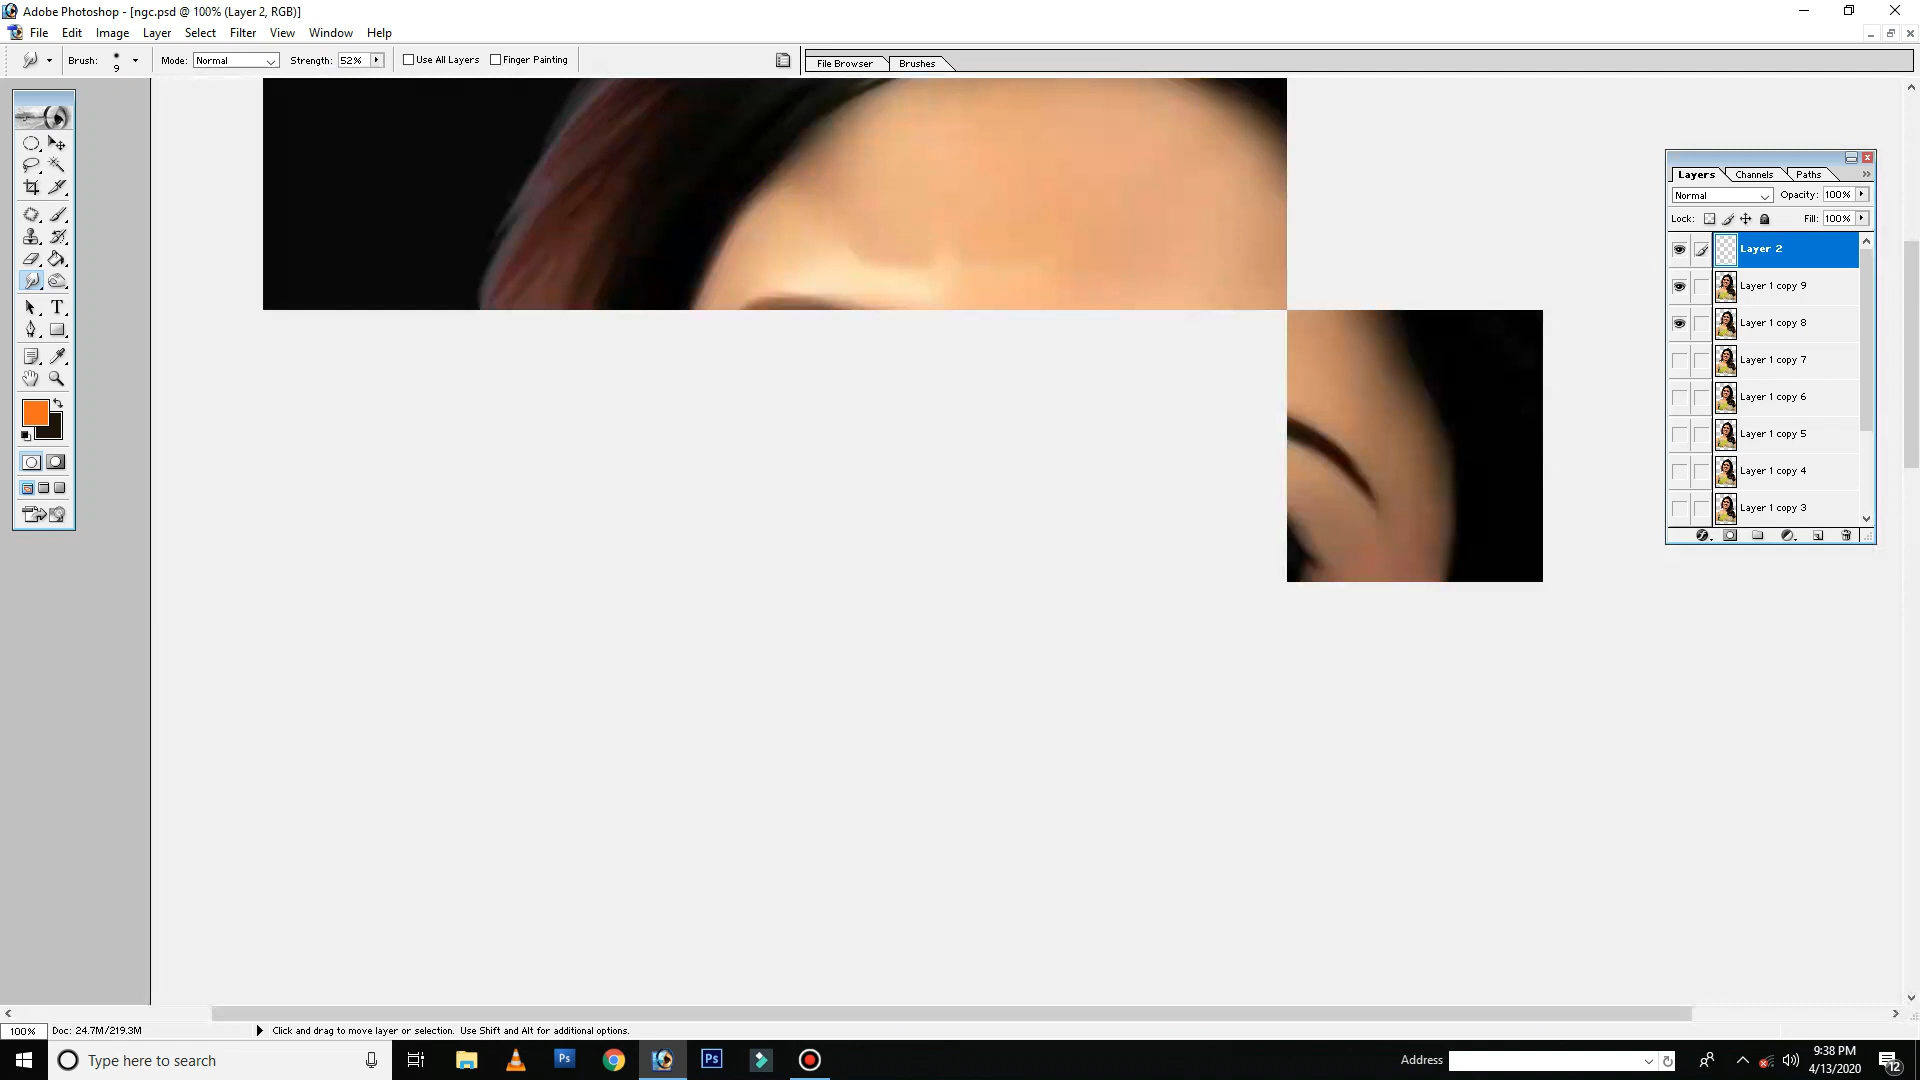 Adobe Photoshop - [ngc.psd @ 100% (Layer 2, RGB)]
File Edit Image Layer Select Filter View Window Help
Brush: 9 Mode: Normal Strength: 52% Use All Layers Finger Painting File Browser Brushes
Layers Channels Paths
Normal Opacity: 100%
Lock: Fill: 100%
Layer 2
Layer 1 copy 9
Layer 1 copy 8
Layer 1 copy 7
Layer 1 copy 6
Layer 1 copy 5
Layer 1 copy 4
Layer 1 copy 3
100% Doc: 24.7M/219.3M Click and drag to move layer or selection. Use Shift and Alt for additional options.
Type here to search Ps Ps Address 9:38 PM
4/13/2020 12